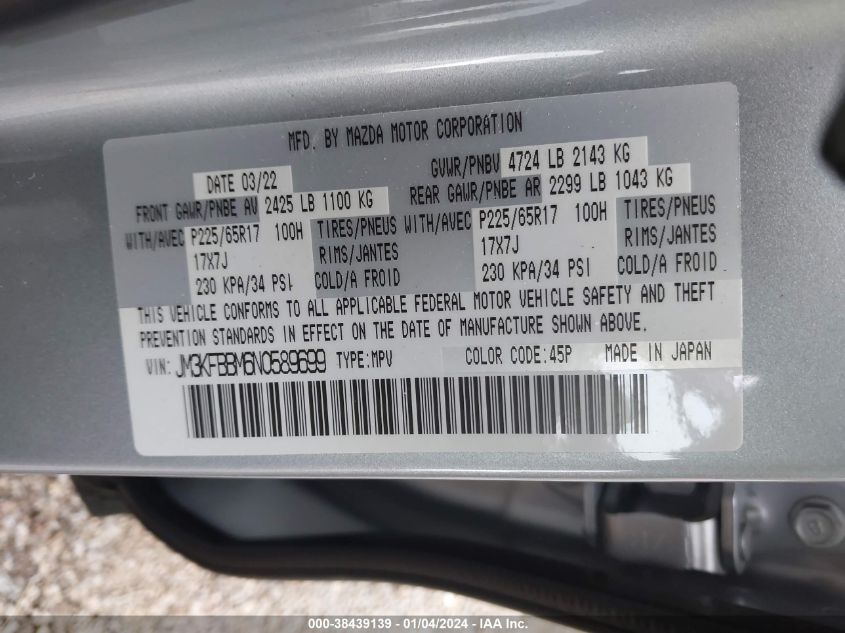 MFD. BY MAZDA MOTOR CORPORATION
DATE 03/22 GVWR/PNBV 4724 LB 2143 KG
FRONT GAWR/PNBE AV 2425 LB 1100 KG REAR GAWR/PNBE AR 2299 LB 1043 KG
WITH/AVEC P225/65R17 100H TIRES/PNEUS WITH/AVEC P225/65R17 100H TIRES/PNEUS
17X7J RIMS/JANTES 17X7J RIMS/JANTES
230 KPA/34 PSI COLD/A FROID 230 KPA/34 PSI COLD/A FROID
THIS VEHICLE CONFORMS TO ALL APPLICABLE FEDERAL MOTOR VEHICLE SAFETY AND THEFT
PREVENTION STANDARDS IN EFFECT ON THE DATE OF MANUFACTURE SHOWN ABOVE.
VIN: JM3KFBBM6N0589699 TYPE:MPV COLOR CODE:45P MADE IN JAPAN
000-38439139 - 01/04/2024 - IAA Inc.